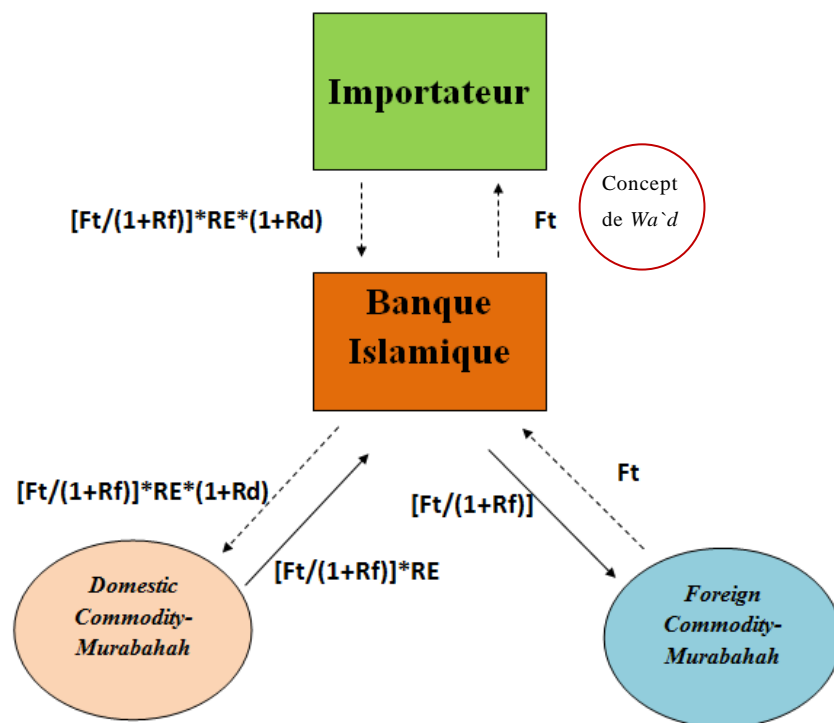 Importateur
[Ft/(1+Rf)]*RE*(1+Rd)
Ft
Concept
de Wa`d
Banque
Islamique
[Ft/(1+Rf)]*RE*(1+Rd)
[Ft/(1+Rf)]*RE
[Ft/(1+Rf)]
Ft
Domestic
Commodity-
Murabahah
Foreign
Commodity-
Murabahah